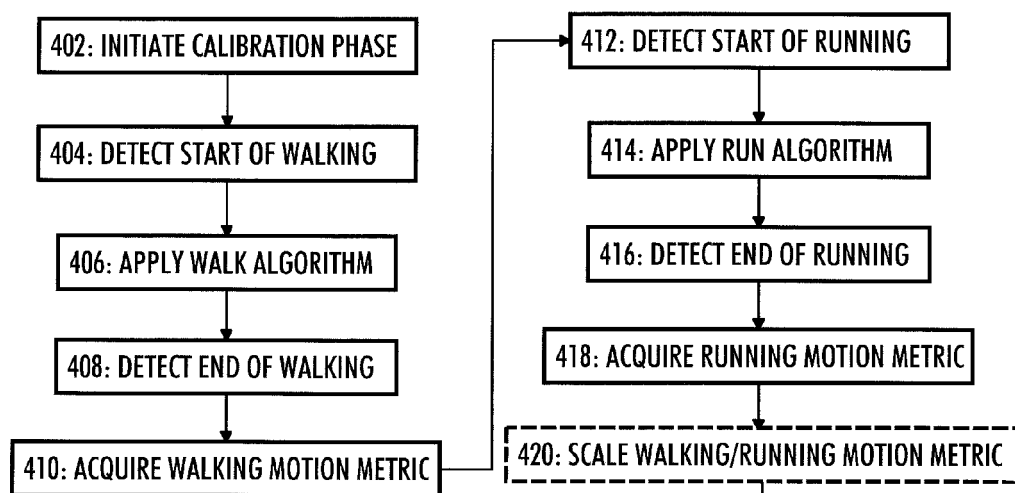 402: INITIATE CALIBRATION PHASE
404: DETECT START OF WALKING
406: APPLY WALK ALGORITHM
408: DETECT END OF WALKING
410: ACQUIRE WALKING MOTION METRIC
412: DETECT START OF RUNNING
414: APPLY RUN ALGORITHM
416: DETECT END OF RUNNING
418: ACQUIRE RUNNING MOTION METRIC
420: SCALE WALKING/RUNNING MOTION METRIC